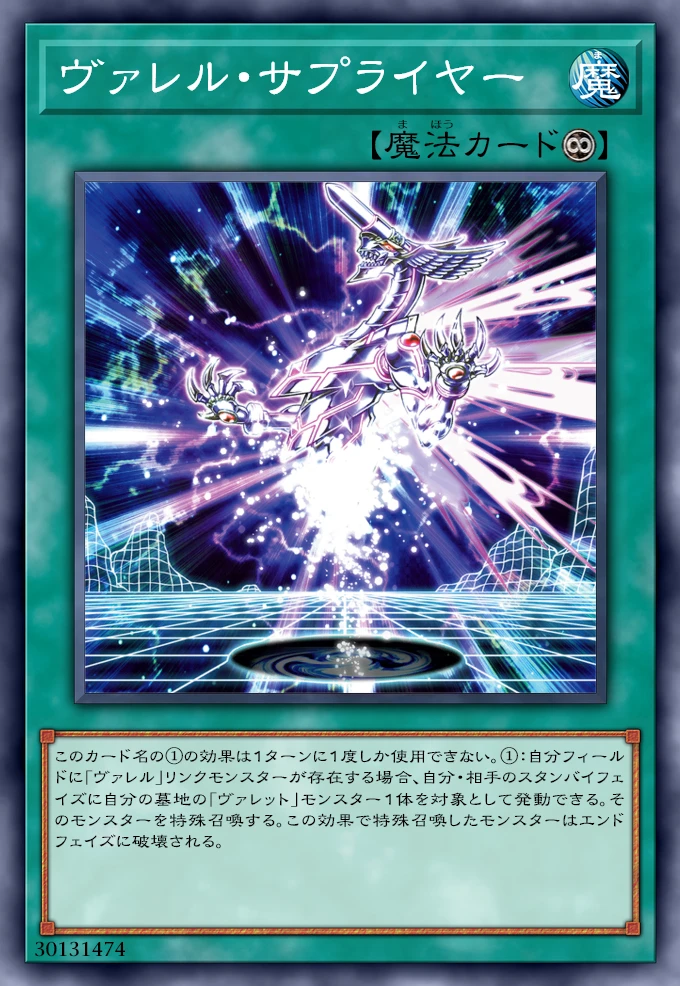 ヴァレル・サプライヤー
ま
魔
ま ほう
【魔法カード♾】
このカード名の①の効果は1ターンに1度しか使用できない。①:自分フィール
ドに「ヴァレル」リンクモンスターが存在する場合、自分・相手のスタンバイフェ
イズに自分の墓地の「ヴァレット」モンスター1体を対象として発動できる。そ
のモンスターを特殊召喚する。この効果で特殊召喚したモンスターはエンド
フェイズに破壊される。
30131474